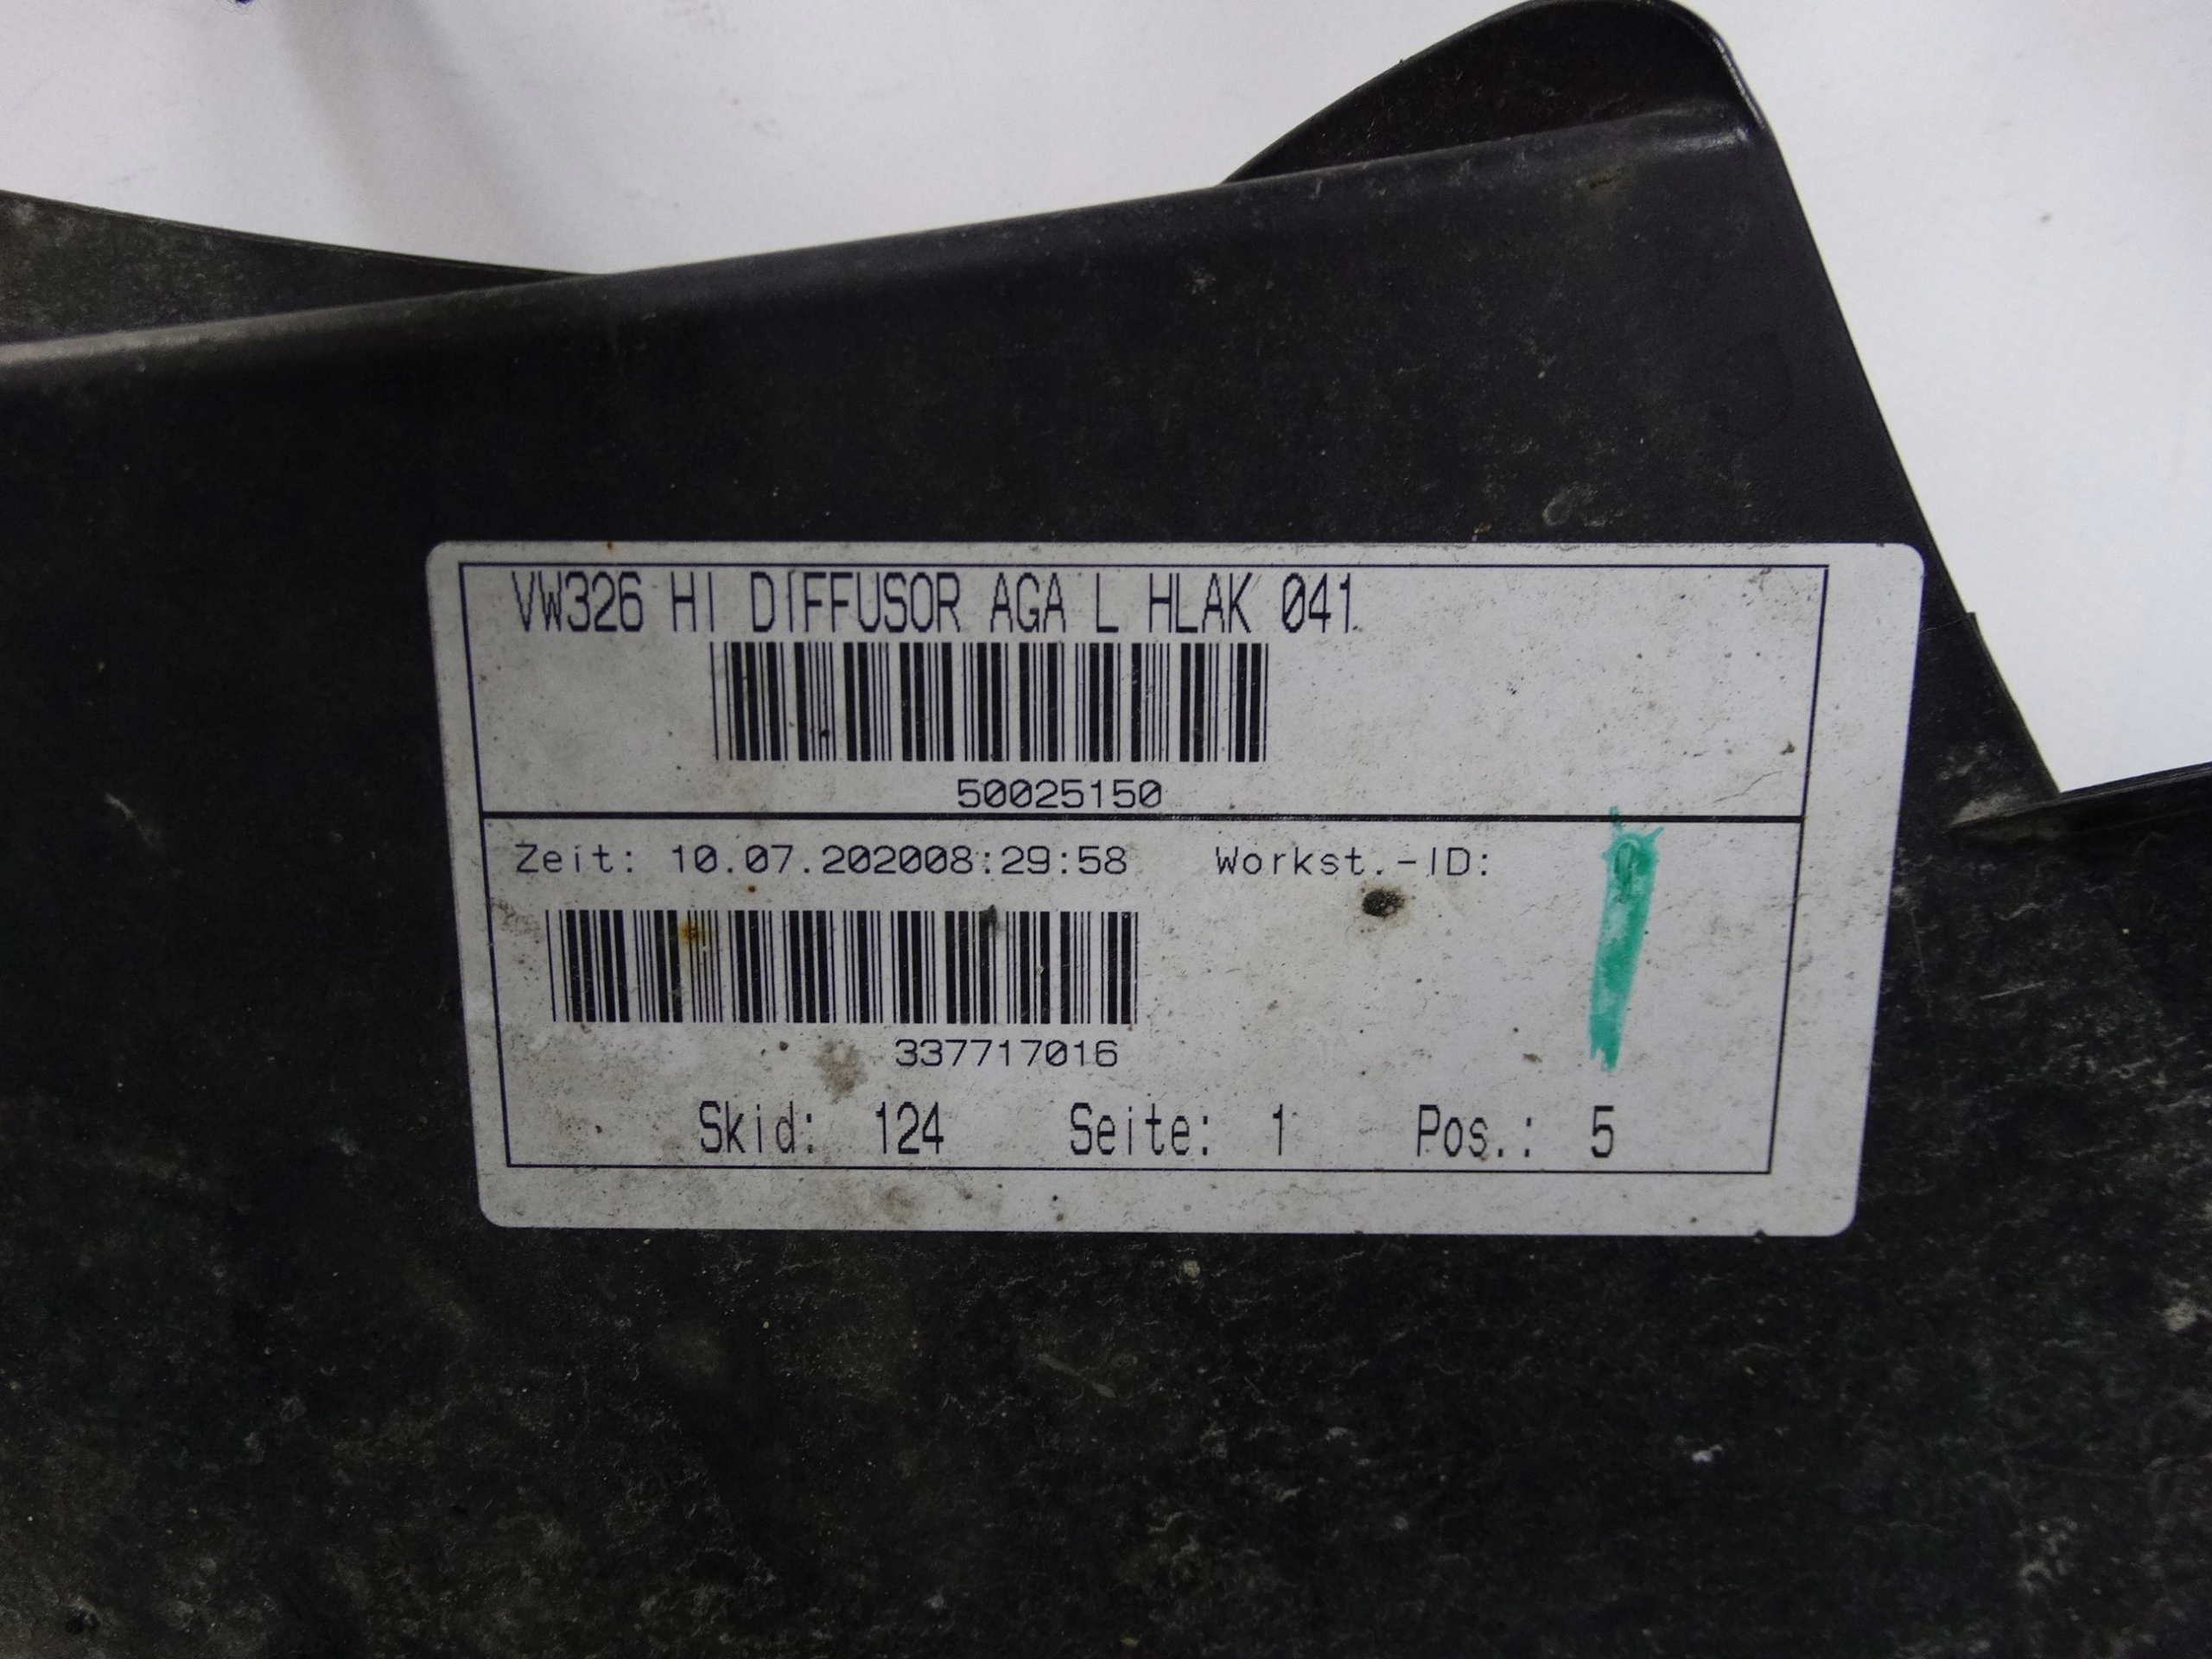 VW326 HI DIFFUSOR AGA L HLAK 041
50025150
Zeit: 10.07.202008:29:58 Workst.-ID:
337717016
Skid: 124 Seite: 1 Pos.: 5